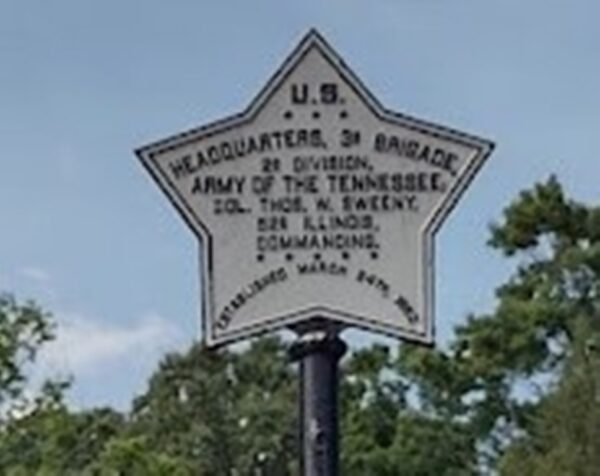 U.S.
HEADQUARTERS, 3D BRIGADE,
2D DIVISION,
ARMY OF THE TENNESSEE,
COL. THOS. W. SWEENY,
52D ILLINOIS,
COMMANDING.
ESTABLISHED MARCH 24TH, 1862